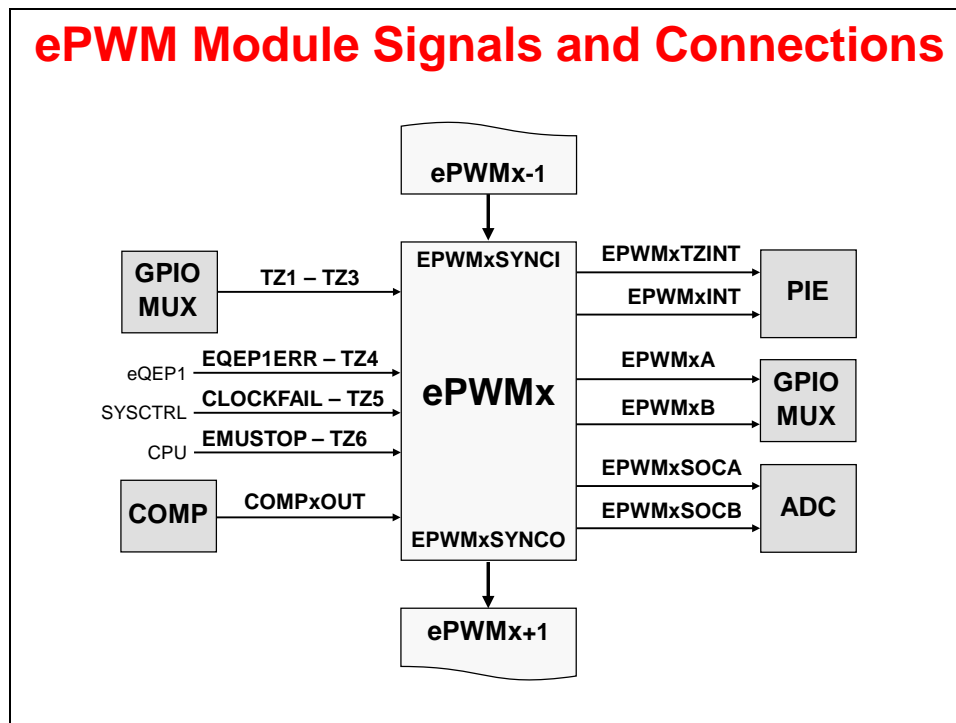 ePWM Module Signals and Connections
ePWMx-1
EPWMxSYNCI
GPIO
MUX
TZ1 – TZ3
eQEP1
EQEP1ERR – TZ4
SYSCTRL
CLOCKFAIL – TZ5
CPU
EMUSTOP – TZ6
COMP
COMPxOUT
ePWMx
EPWMxTZINT
EPWMxINT
PIE
EPWMxA
EPWMxB
GPIO
MUX
EPWMxSOCA
EPWMxSOCB
ADC
EPWMxSYNCO
ePWMx+1